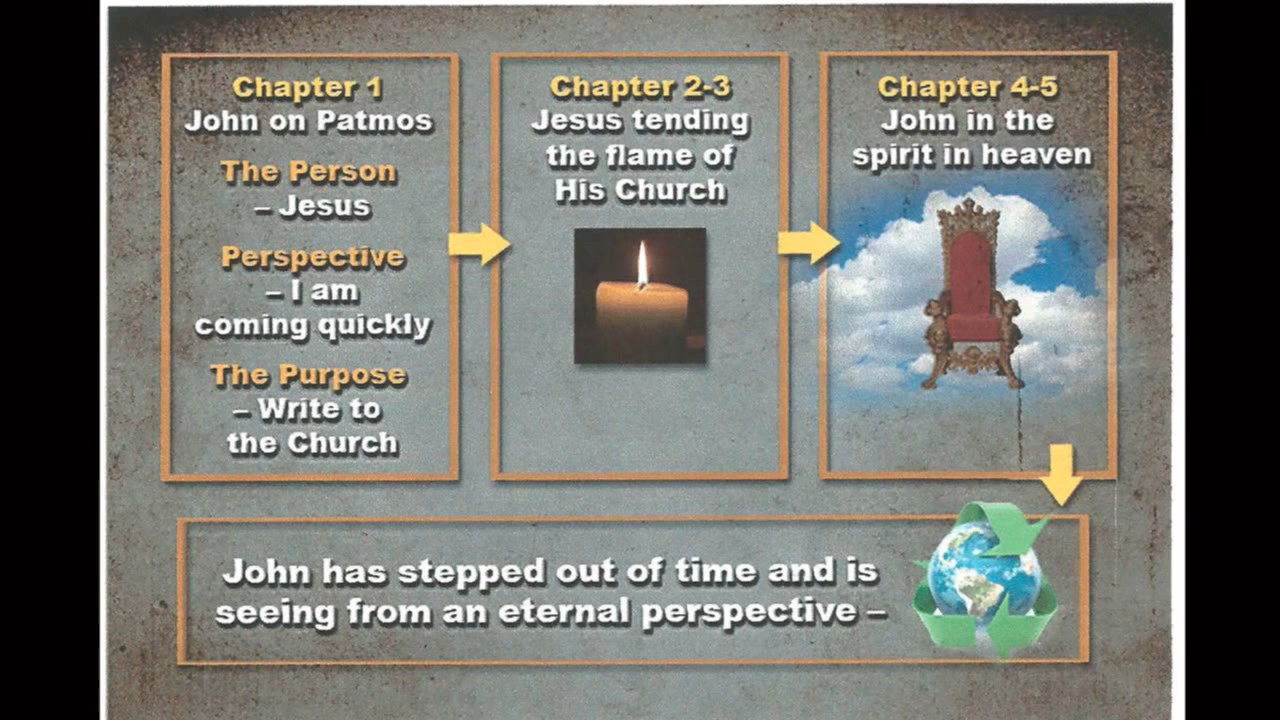 Chapter 1
John on Patmos
The Person
– Jesus
Perspective
– I am
coming quickly
The Purpose
– Write to
the Church
Chapter 2-3
Jesus tending
the flame of
His Church
Chapter 4-5
John in the
spirit in heaven
John has stepped out of time and is
seeing from an eternal perspective –